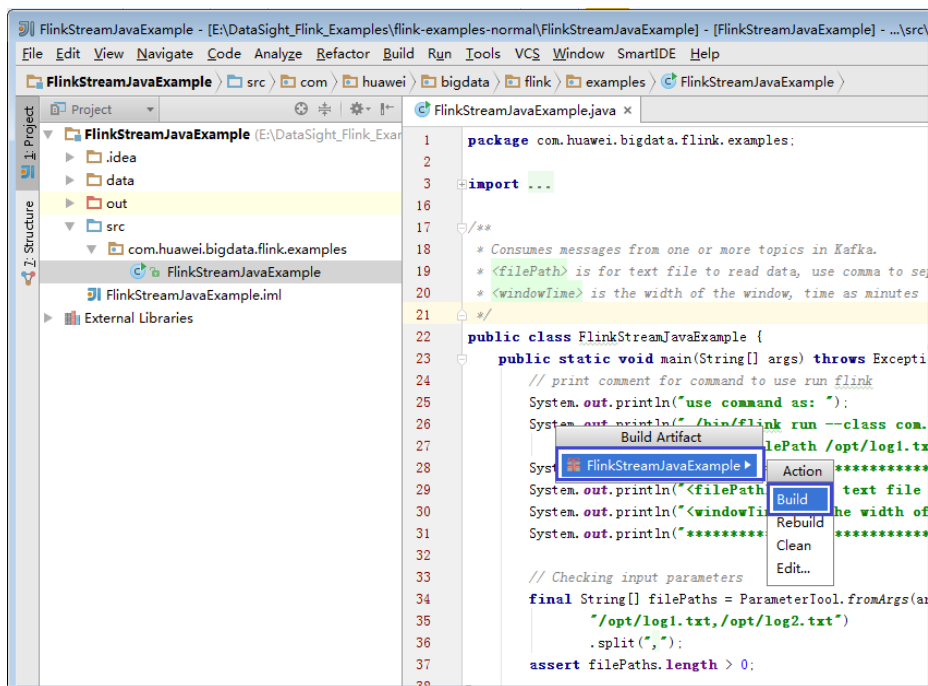 FlinkStreamJavaExample - [E:\DataSight_Flink_Examples\flink-examples-normal\FlinkStreamJavaExample] - [FlinkStreamJavaExample] - ...\src\
File Edit View Navigate Code Analyze Refactor Build Run Tools VCS Window SmartIDE Help
FlinkStreamJavaExample src com huawei bigdata flink examples FlinkStreamJavaExample
1: Project
7: Structure
Project
FlinkStreamJavaExample (E:\DataSight_Flink_Exar
.idea
data
out
src
com.huawei.bigdata.flink.examples
FlinkStreamJavaExample
FlinkStreamJavaExample.iml
External Libraries
FlinkStreamJavaExample.java ×
1 package com.huawei.bigdata.flink.examples;
2
3 import ...
16
17 /**
18 * Consumes messages from one or more topics in Kafka.
19 * <filePath> is for text file to read data, use comma to sep
20 * <windowTime> is the width of the window, time as minutes
21 */
22 public class FlinkStreamJavaExample {
23 public static void main(String[] args) throws Excepti
24 // print comment for command to use run flink
25 System.out.println("use command as: ");
26 System.out.println("./bin/flink run --class com.
27 lePath /opt/log1.tx
28 Syst ************
29 System.out.println("<filePath text file
30 System.out.println("<windowTi he width of
31 System.out.println("******* ************
32
33 // Checking input parameters
34 final String[] filePaths = ParameterTool.fromArgs(ar
35 "/opt/log1.txt,/opt/log2.txt")
36 .split(",");
37 assert filePaths.length > 0;
38
Build Artifact
FlinkStreamJavaExample
Action
Build
Rebuild
Clean
Edit...